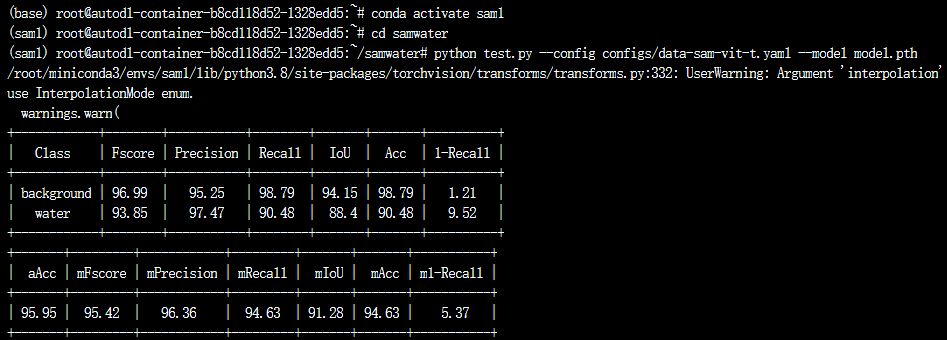 (base) root@autodl-container-b8cd118d52-1328edd5:~# conda activate sam1
(sam1) root@autodl-container-b8cd118d52-1328edd5:~# cd samwater
(sam1) root@autodl-container-b8cd118d52-1328edd5:~/samwater# python test.py --config configs/data-sam-vit-t.yaml --model model.pth
/root/miniconda3/envs/sam1/lib/python3.8/site-packages/torchvision/transforms/transforms.py:332: UserWarning: Argument 'interpolation'
use InterpolationMode enum.
warnings.warn(
+------------+--------+-----------+--------+-------+-------+----------+
| Class | Fscore | Precision | Recall | IoU | Acc | 1-Recall |
+------------+--------+-----------+--------+-------+-------+----------+
| background | 96.99 | 95.25 | 98.79 | 94.15 | 98.79 | 1.21 |
| water | 93.85 | 97.47 | 90.48 | 88.4 | 90.48 | 9.52 |
+------------+--------+-----------+--------+-------+-------+----------+
+-------+---------+------------+---------+-------+-------+-----------+
| aAcc | mFscore | mPrecision | mRecall | mIoU | mAcc | m1-Recall |
+-------+---------+------------+---------+-------+-------+-----------+
| 95.95 | 95.42 | 96.36 | 94.63 | 91.28 | 94.63 | 5.37 |
+-------+---------+------------+---------+-------+-------+-----------+